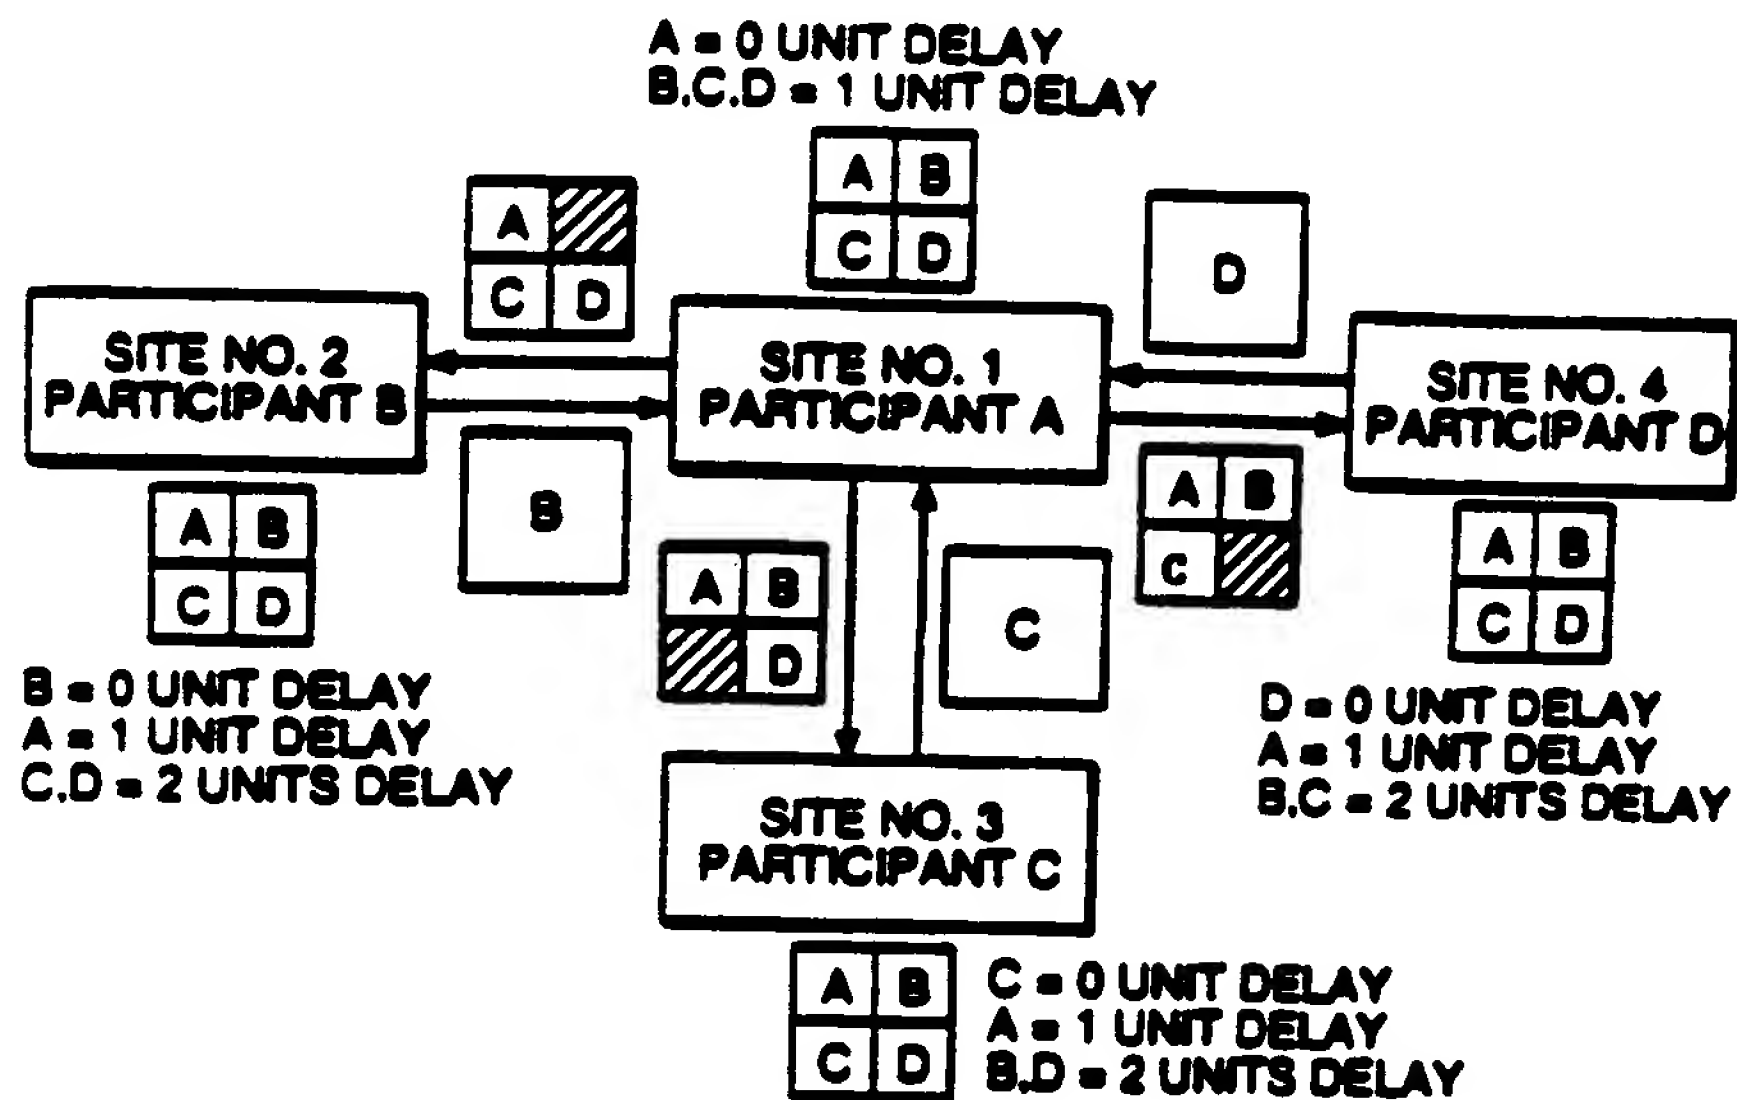 A = 0 UNIT DELAY
B.C.D = 1 UNIT DELAY
A B
C D
A
C D
D
SITE NO. 2
PARTICIPANT B
SITE NO. 1
PARTICIPANT A
SITE NO. 4
PARTICIPANT D
A B
C D
B
A B
D
C
A B
C
A B
C D
B = 0 UNIT DELAY
A = 1 UNIT DELAY
C.D = 2 UNITS DELAY
D = 0 UNIT DELAY
A = 1 UNIT DELAY
B.C = 2 UNITS DELAY
SITE NO. 3
PARTICIPANT C
A B
C D
C = 0 UNIT DELAY
A = 1 UNIT DELAY
B.D = 2 UNITS DELAY